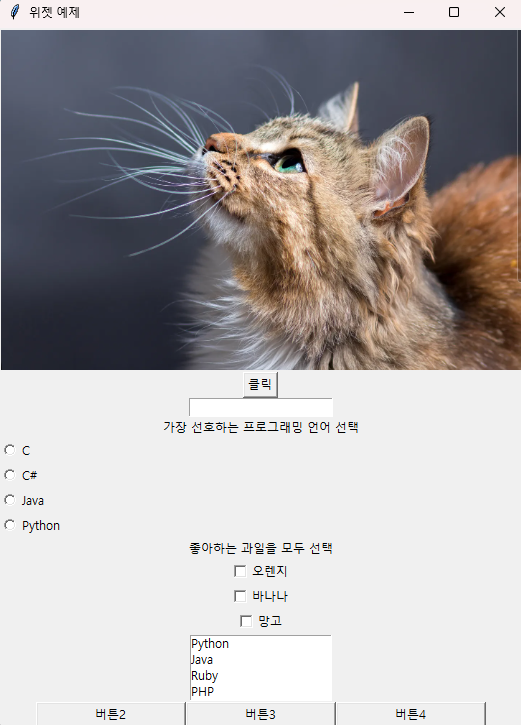 위젯 예제
클릭
가장 선호하는 프로그래밍 언어 선택
C
C#
Java
Python
좋아하는 과일을 모두 선택
오렌지
바나나
망고
Python
Java
Ruby
PHP
버튼2 버튼3 버튼4